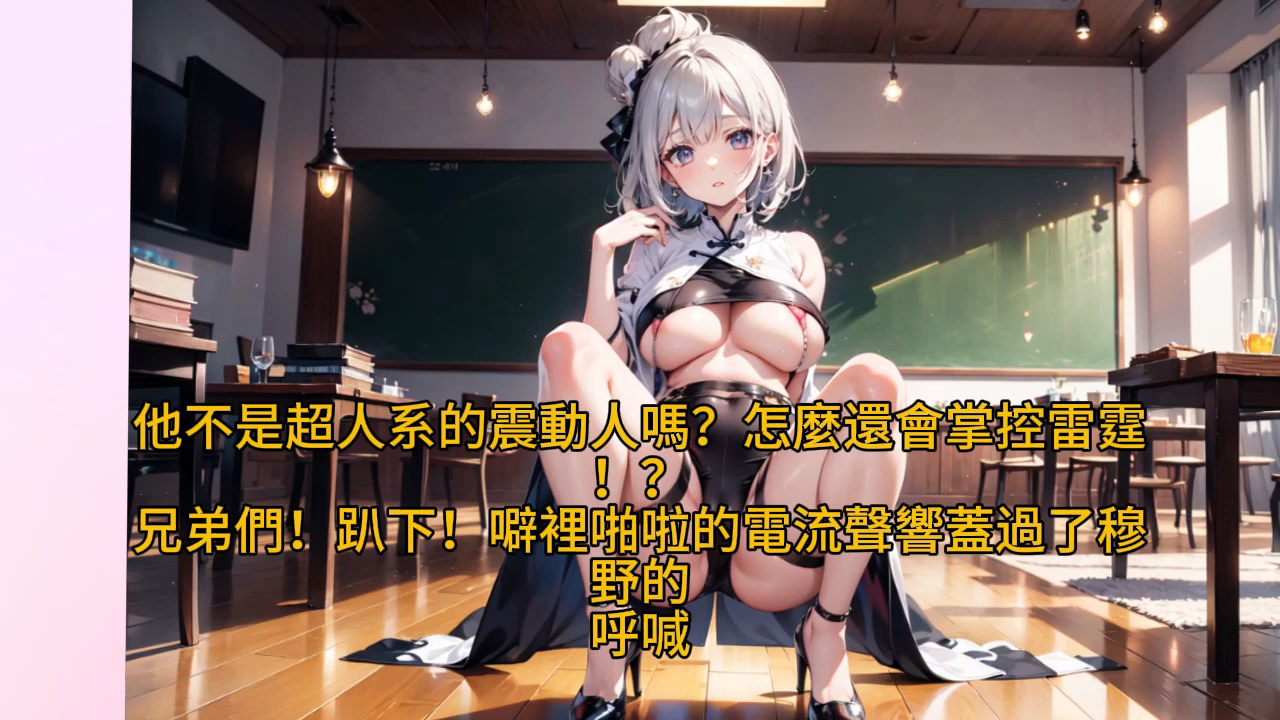 他不是超人系的震動人嗎？怎麼還會掌控雷霆
！？
兄弟們！趴下！噼裡啪啦的電流聲響蓋過了穆
野的
呼喊